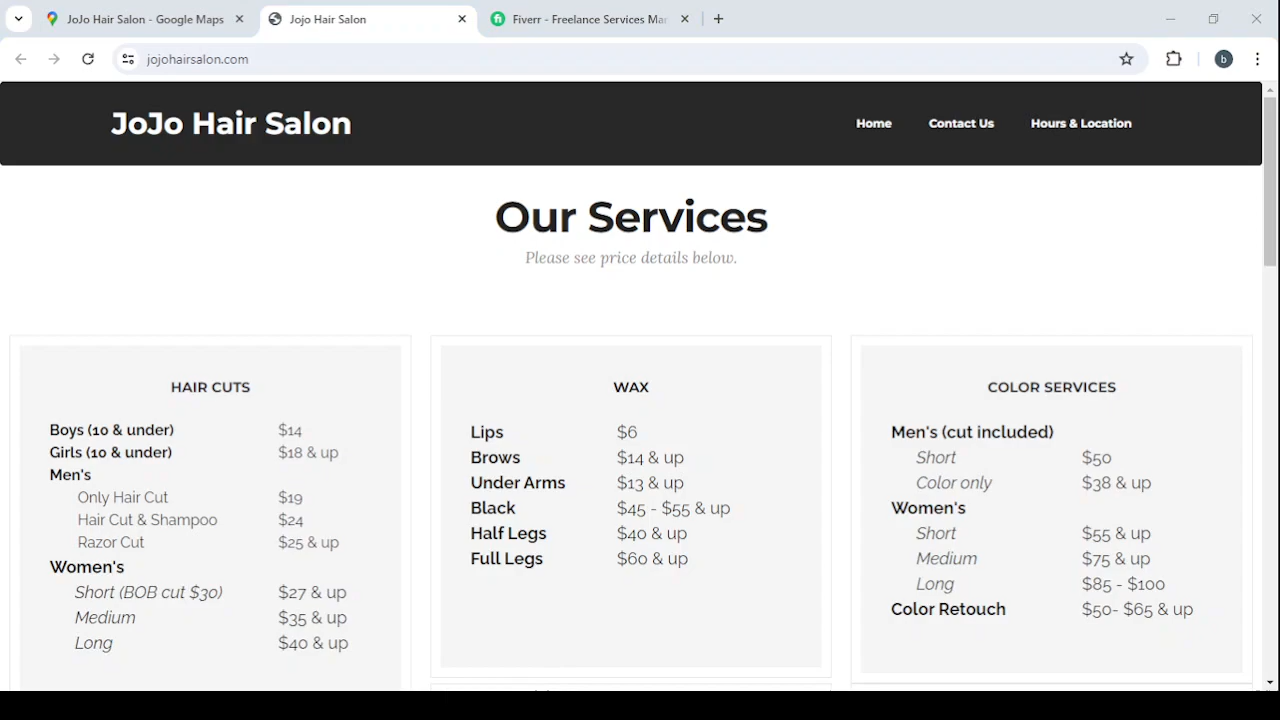 JoJo Hair Salon - Google Maps
Jojo Hair Salon
Fiverr - Freelance Services Ma
jojohairsalon.com
b
JoJo Hair Salon
Home
Contact Us
Hours & Location
Our Services
Please see price details below.
HAIR CUTS
Boys (10 & under) $14
Girls (10 & under) $18 & up
Men's
Only Hair Cut $19
Hair Cut & Shampoo $24
Razor Cut $25 & up
Women's
Short (BOB cut $30) $27 & up
Medium $35 & up
Long $40 & up
WAX
Lips $6
Brows $14 & up
Under Arms $13 & up
Black $45 - $55 & up
Half Legs $40 & up
Full Legs $60 & up
COLOR SERVICES
Men's (cut included)
Short $50
Color only $38 & up
Women's
Short $55 & up
Medium $75 & up
Long $85 - $100
Color Retouch $50- $65 & up